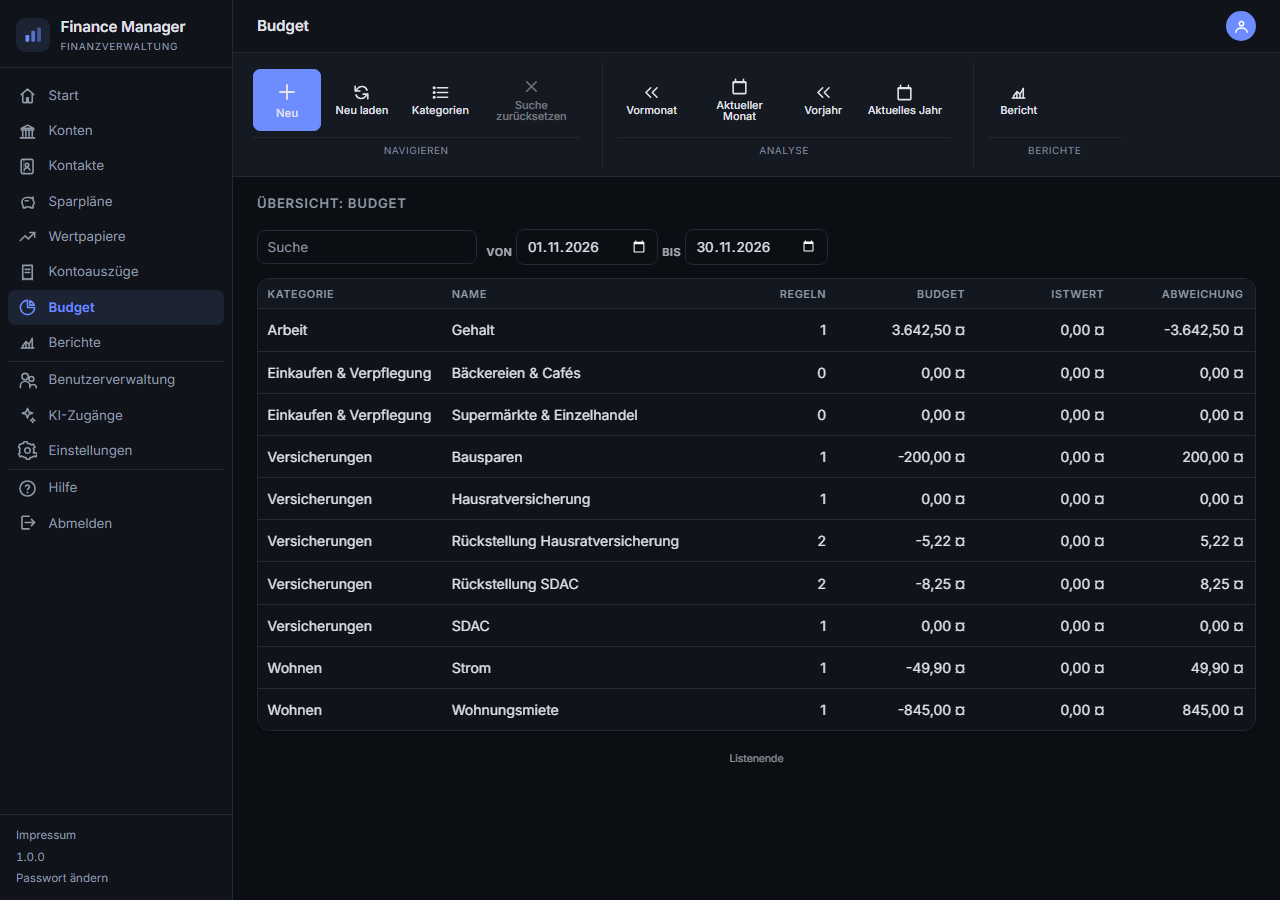 Finance Manager
FINANZVERWALTUNG
Start
Konten
Kontakte
Sparpläne
Wertpapiere
Kontoauszüge
Budget
Berichte
Benutzerverwaltung
KI-Zugänge
Einstellungen
Hilfe
Abmelden
Impressum
1.0.0
Passwort ändern
Budget
Neu
Neu laden
Kategorien
Suche
zurücksetzen
NAVIGIEREN
Vormonat
Aktueller
Monat
Vorjahr
Aktuelles Jahr
ANALYSE
Bericht
BERICHTE
ÜBERSICHT: BUDGET
Suche VON 01.11.2026 BIS 30.11.2026
KATEGORIE NAME REGELN BUDGET ISTWERT ABWEICHUNG
Arbeit Gehalt 1 3.642,50 ¤ 0,00 ¤ -3.642,50 ¤
Einkaufen & Verpflegung Bäckereien & Cafés 0 0,00 ¤ 0,00 ¤ 0,00 ¤
Einkaufen & Verpflegung Supermärkte & Einzelhandel 0 0,00 ¤ 0,00 ¤ 0,00 ¤
Versicherungen Bausparen 1 -200,00 ¤ 0,00 ¤ 200,00 ¤
Versicherungen Hausratversicherung 1 0,00 ¤ 0,00 ¤ 0,00 ¤
Versicherungen Rückstellung Hausratversicherung 2 -5,22 ¤ 0,00 ¤ 5,22 ¤
Versicherungen Rückstellung SDAC 2 -8,25 ¤ 0,00 ¤ 8,25 ¤
Versicherungen SDAC 1 0,00 ¤ 0,00 ¤ 0,00 ¤
Wohnen Strom 1 -49,90 ¤ 0,00 ¤ 49,90 ¤
Wohnen Wohnungsmiete 1 -845,00 ¤ 0,00 ¤ 845,00 ¤
Listenende